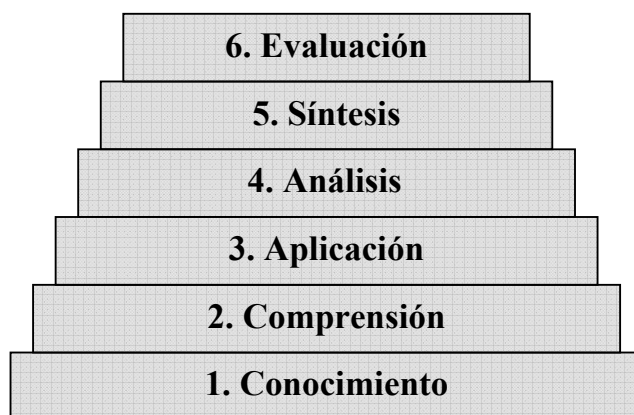 6. Evaluación
5. Síntesis
4. Análisis
3. Aplicación
2. Comprensión
1. Conocimiento